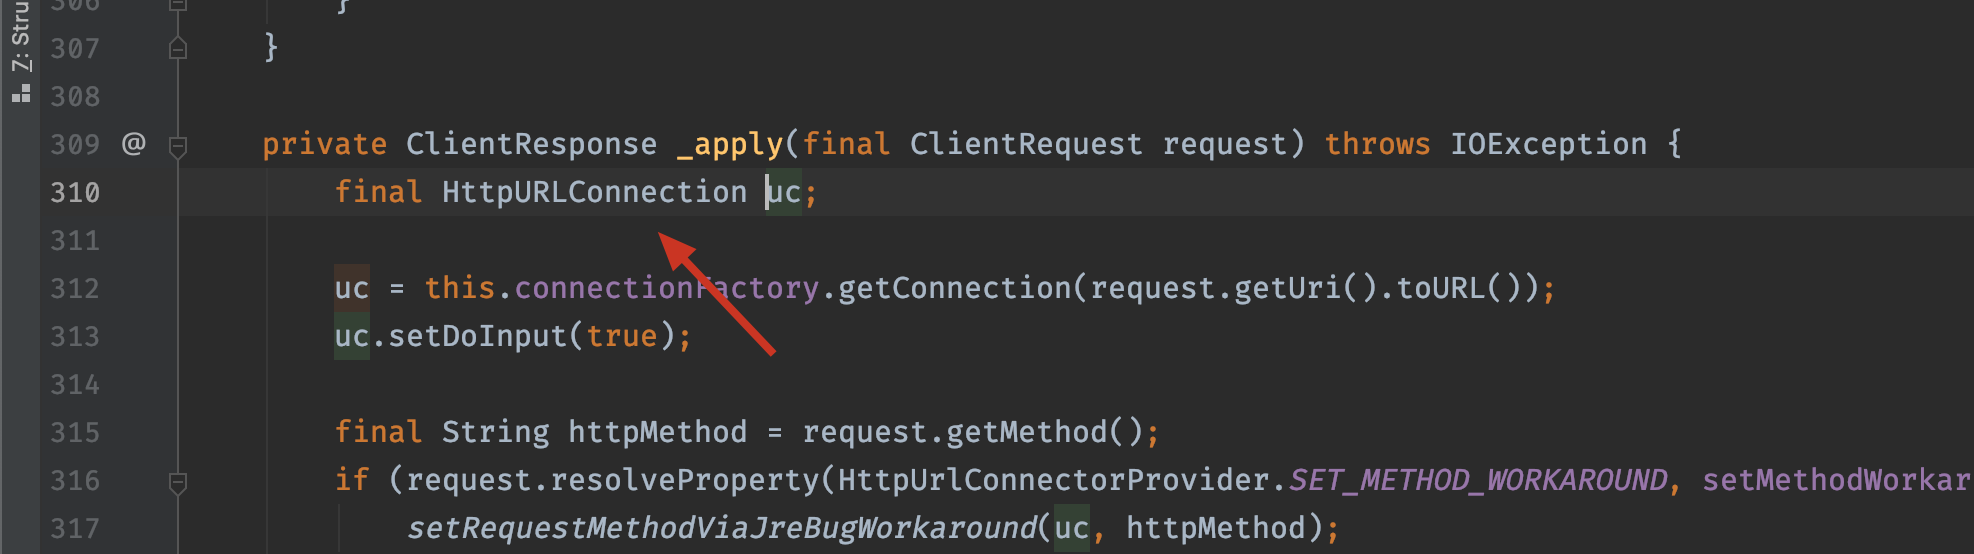 Z: Stru
306 }
307 }
308
309 @ private ClientResponse _apply(final ClientRequest request) throws IOException {
310 final HttpURLConnection uc;
311
312 uc = this.connectionFactory.getConnection(request.getUri().toURL());
313 uc.setDoInput(true);
314
315 final String httpMethod = request.getMethod();
316 if (request.resolveProperty(HttpUrlConnectorProvider.SET_METHOD_WORKAROUND, setMethodWorkar
317 setRequestMethodViaJreBugWorkaround(uc, httpMethod);